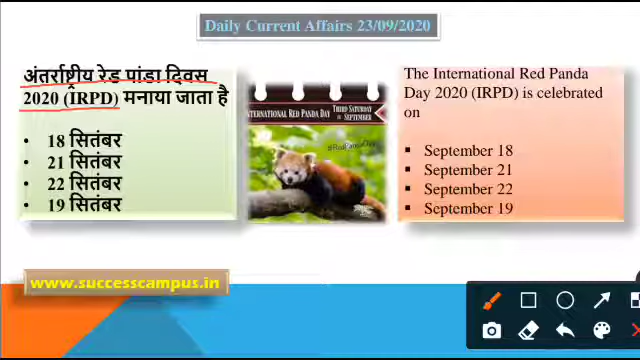 Daily Current Affairs 23/09/2020
अंतर्राष्ट्रीय रेड पांडा दिवस
2020 (IRPD) मनाया जाता है
• 18 सितंबर
• 21 सितंबर
• 22 सितंबर
• 19 सितंबर
INTERNATIONAL RED PANDA DAY
THIRD SATURDAY
IN SEPTEMBER
#RedPandaDay
The International Red Panda
Day 2020 (IRPD) is celebrated
on
▪ September 18
▪ September 21
▪ September 22
▪ September 19
www.successcampus.in